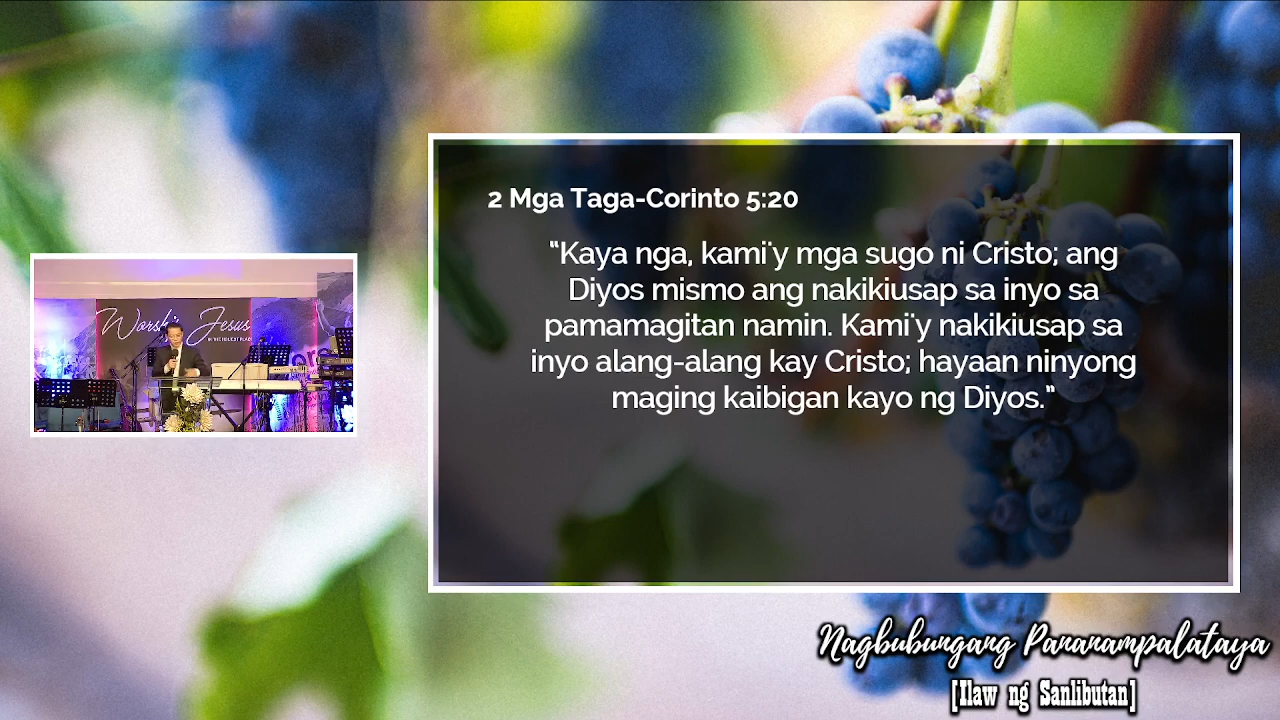 2 Mga Taga-Corinto 5:20
“Kaya nga, kami'y mga sugo ni Cristo; ang
Diyos mismo ang nakikiusap sa inyo sa
pamamagitan namin. Kami'y nakikiusap sa
inyo alang-alang kay Cristo; hayaan ninyong
maging kaibigan kayo ng Diyos.”
Worship Jesus
Nagbubungang Pananampalataya
[Ilaw ng Sanlibutan]